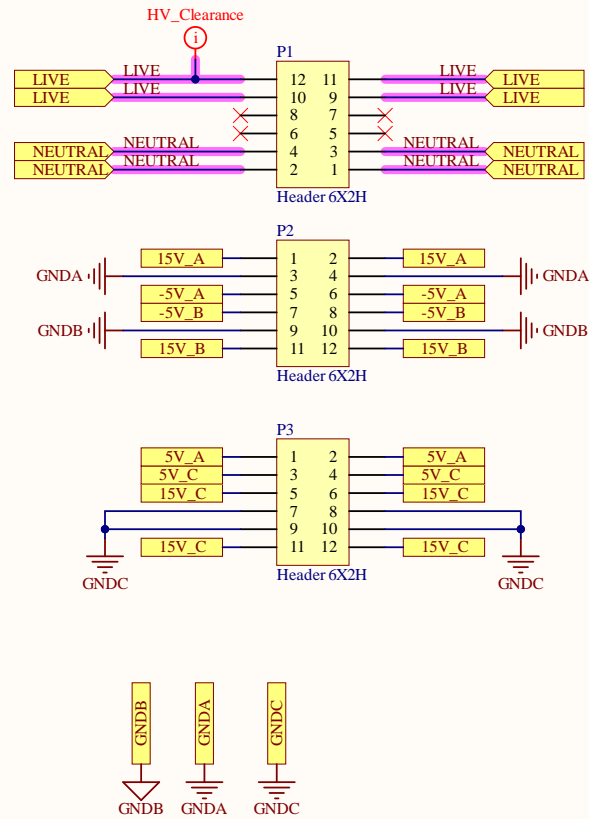 HV_Clearance
i
P1
LIVE LIVE 12 11 LIVE LIVE
LIVE LIVE 10 9 LIVE LIVE
8 7
6 5
NEUTRAL NEUTRAL 4 3 NEUTRAL NEUTRAL
NEUTRAL NEUTRAL 2 1 NEUTRAL NEUTRAL
Header 6X2H
P2
15V_A 1 2 15V_A
GNDA 3 4 GNDA
-5V_A 5 6 -5V_A
-5V_B 7 8 -5V_B
GNDB 9 10 GNDB
15V_B 11 12 15V_B
Header 6X2H
P3
5V_A 1 2 5V_A
5V_C 3 4 5V_C
15V_C 5 6 15V_C
7 8
9 10
15V_C 11 12 15V_C
GNDC Header 6X2H GNDC
GNDB GNDA GNDC
GNDB GNDA GNDC